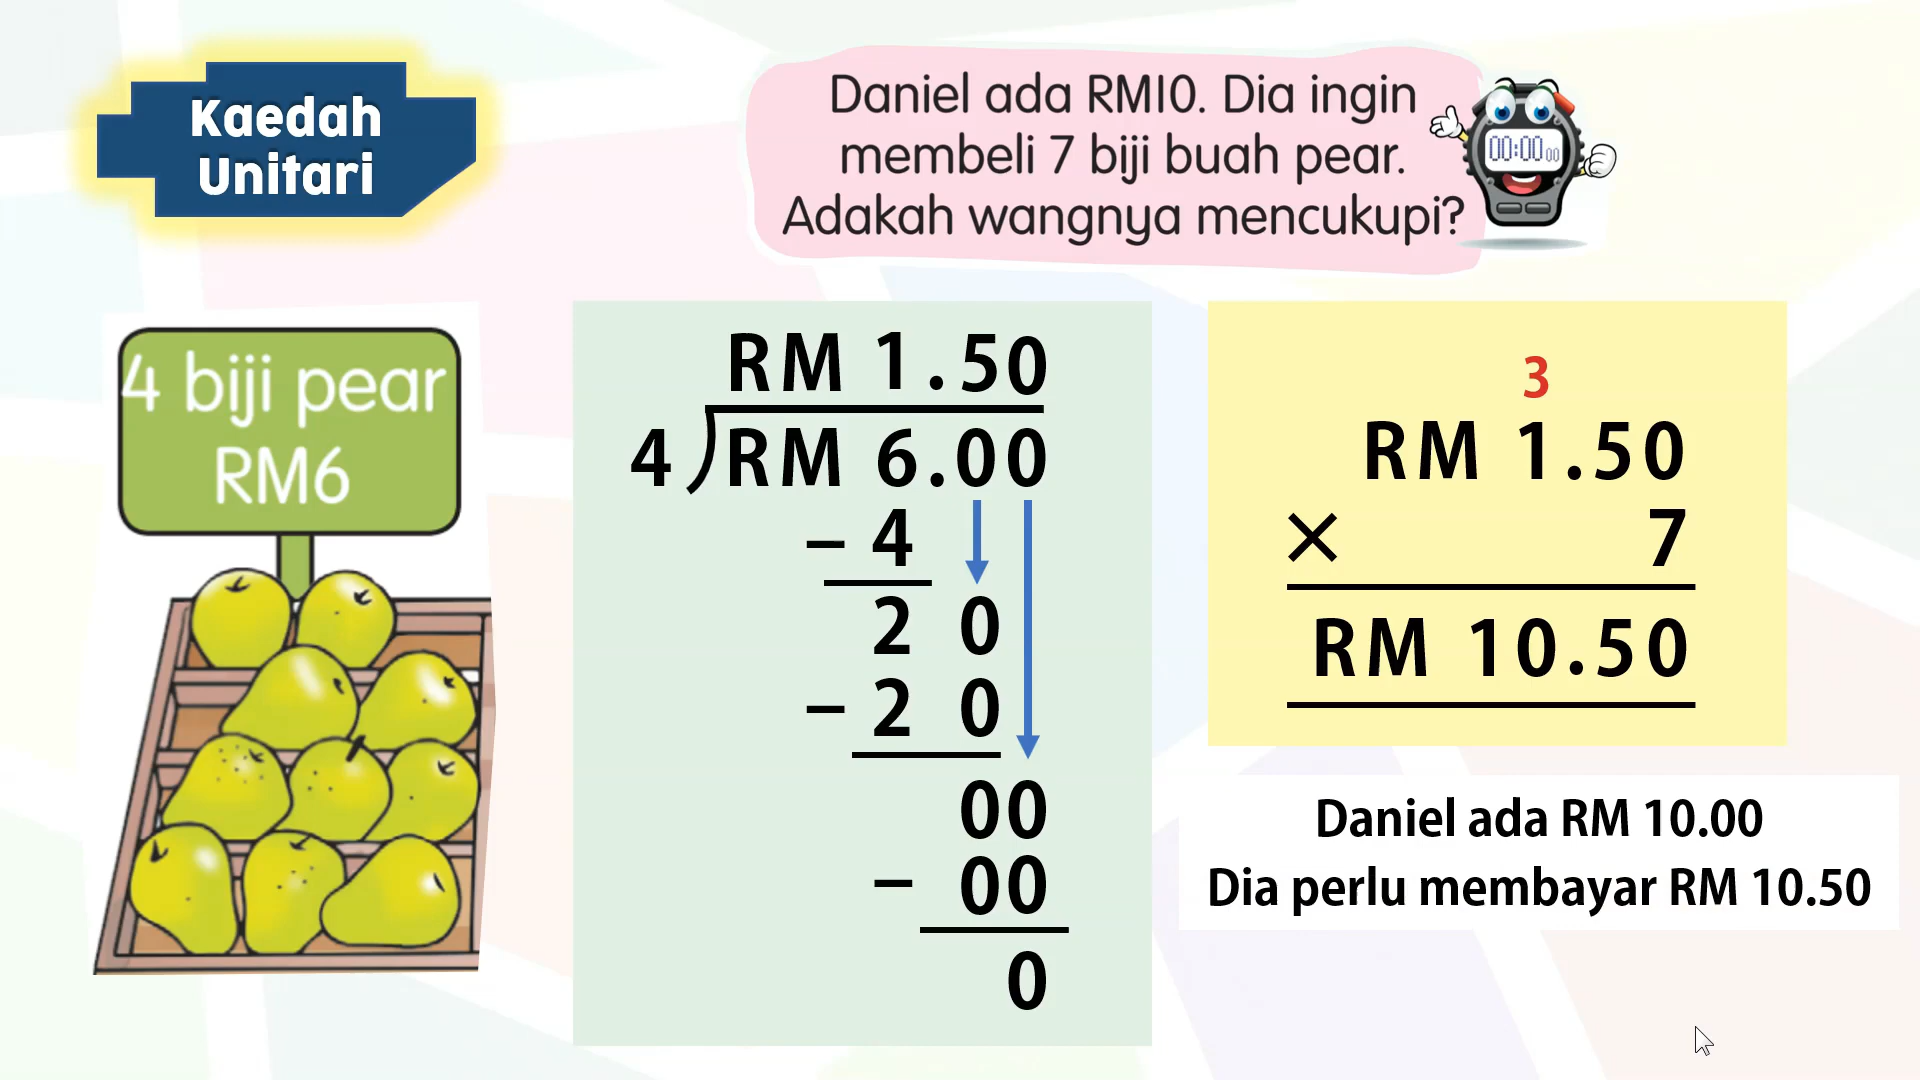 Kaedah
Unitari
Daniel ada RM10. Dia ingin
membeli 7 biji buah pear.
Adakah wangnya mencukupi?
00:00 00
4 biji pear
RM6
RM 1.50
4 RM 6.00
- 4
2 0
- 2 0
00
- 00
0
3
RM 1.50
× 7
RM 10.50
Daniel ada RM 10.00
Dia perlu membayar RM 10.50